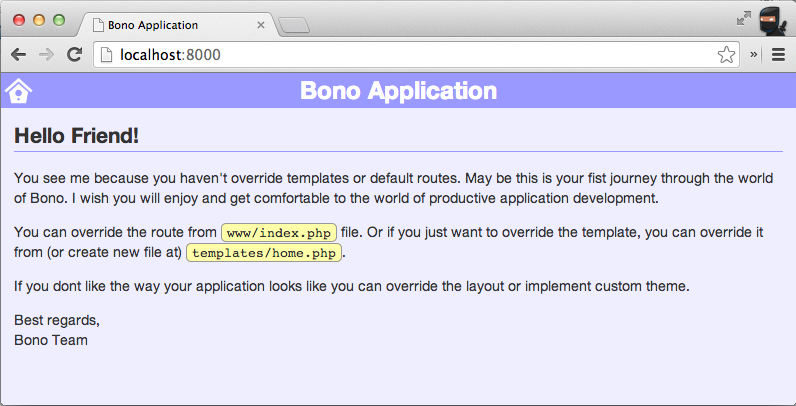 Bono Application
localhost:8000
Bono Application
Hello Friend!
You see me because you haven't override templates or default routes. May be this is your fist journey through the world
of Bono. I wish you will enjoy and get comfortable to the world of productive application development.
You can override the route from www/index.php file. Or if you just want to override the template, you can override it
from (or create new file at) templates/home.php.
If you dont like the way your application looks like you can override the layout or implement custom theme.
Best regards,
Bono Team